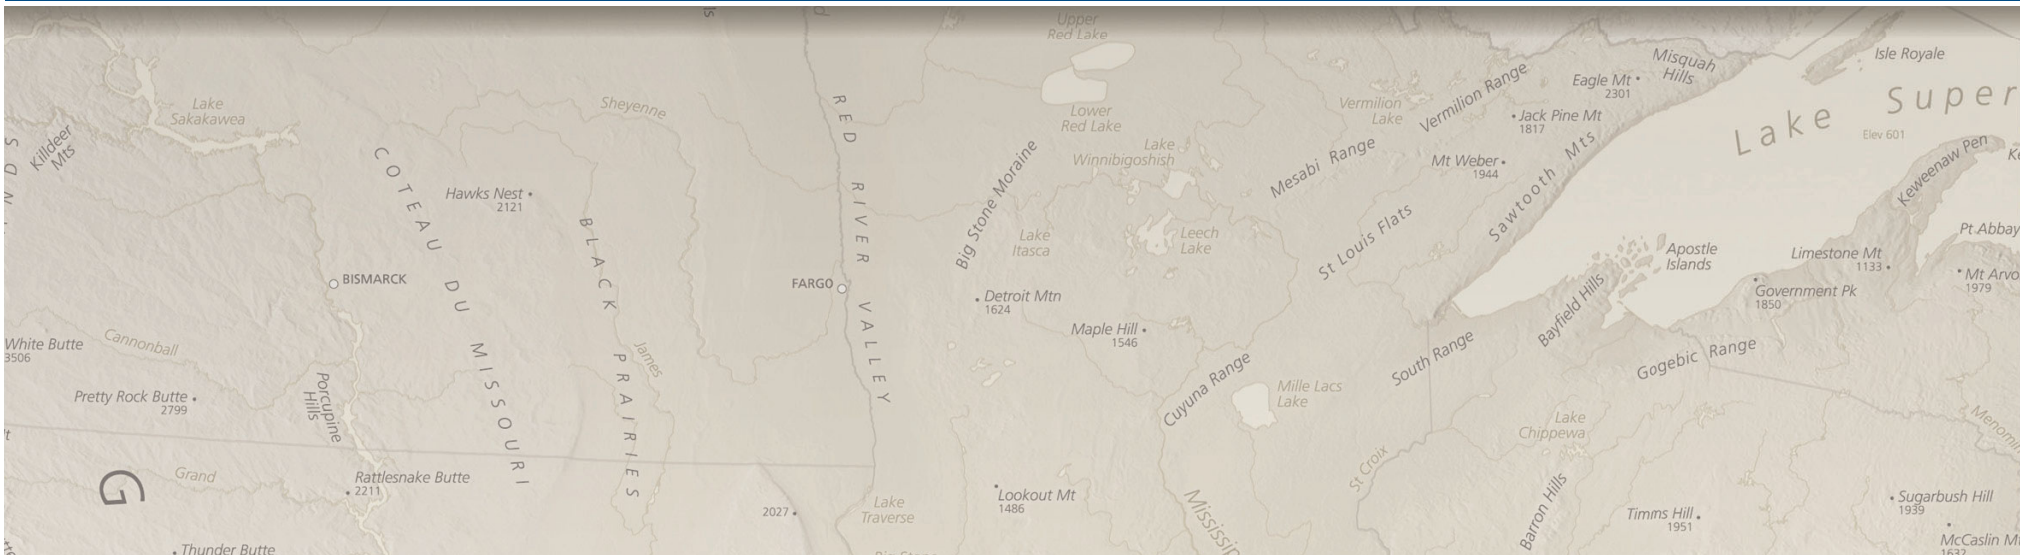 Upper
Red Lake
Isle Royale
Misquah
Hills
Eagle Mt
2301
Vermilion Range
Lake
Sakakawea
Sheyenne
Vermilion
Lake
Jack Pine Mt
1817
Lake Super
Elev 601
Lower
Red Lake
Killdeer
Mts
RED RIVER VALLEY
Lake
Winnibigoshish
Mesabi Range
Mt Weber
1944
Sawtooth Mts
Keweenaw Pen
COTEAU DU MISSOURI
Hawks Nest
2121
BLACK PRAIRIES
Big Stone Moraine
Lake
Itasca
Leech
Lake
St Louis Flats
Apostle
Islands
Pt Abbay
Limestone Mt
1133
Mt Arvo
1979
BISMARCK
FARGO
Detroit Mtn
1624
Bayfield Hills
Government Pk
1850
Maple Hill
1546
White Butte
3506
Cannonball
James
South Range
Gogebic Range
Pretty Rock Butte
2799
Porcupine
Hills
Cuyuna Range
Mille Lacs
Lake
Lake
Chippewa
Menomin
G
Grand
Rattlesnake Butte
2211
St Croix
2027
Lake
Traverse
Lookout Mt
1486
Mississip
Barron Hills
Timms Hill
1951
Sugarbush Hill
1939
McCaslin Mt
1632
Thunder Butte